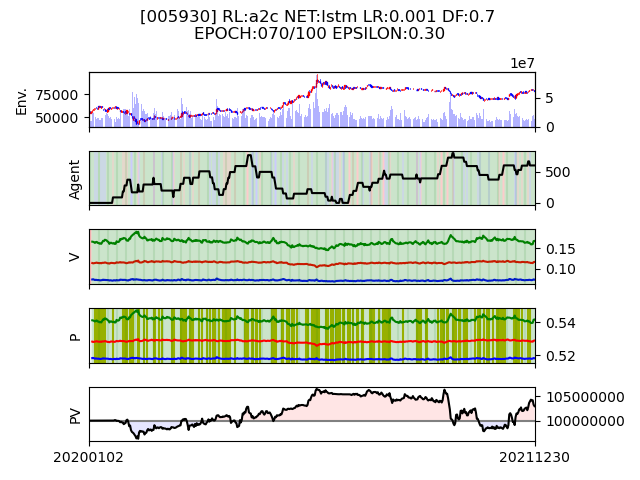 [005930] RL:a2c NET:lstm LR:0.001 DF:0.7
EPOCH:070/100 EPSILON:0.30
1e7
Env.
75000
50000
5
0
Agent
500
0
V
0.15
0.10
P
0.54
0.52
PV
105000000
100000000
20200102
20211230